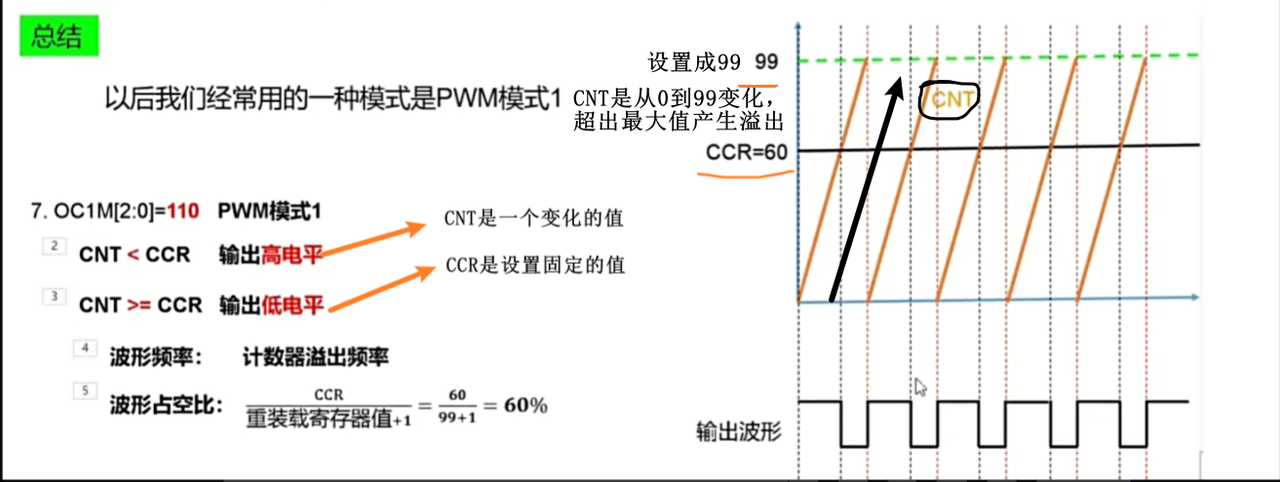 总结
以后我们经常用的一种模式是PWM模式1
7. OC1M[2:0]=110 PWM模式1
2 CNT < CCR 输出高电平
3 CNT >= CCR 输出低电平
4 波形频率： 计数器溢出频率
5 波形占空比： CCR/重装载寄存器值+1 = 60/99+1 = 60%
CNT是一个变化的值
CCR是设置固定的值
设置成99 99
CNT是从0到99变化，
超出最大值产生溢出
CCR=60
CNT
输出波形